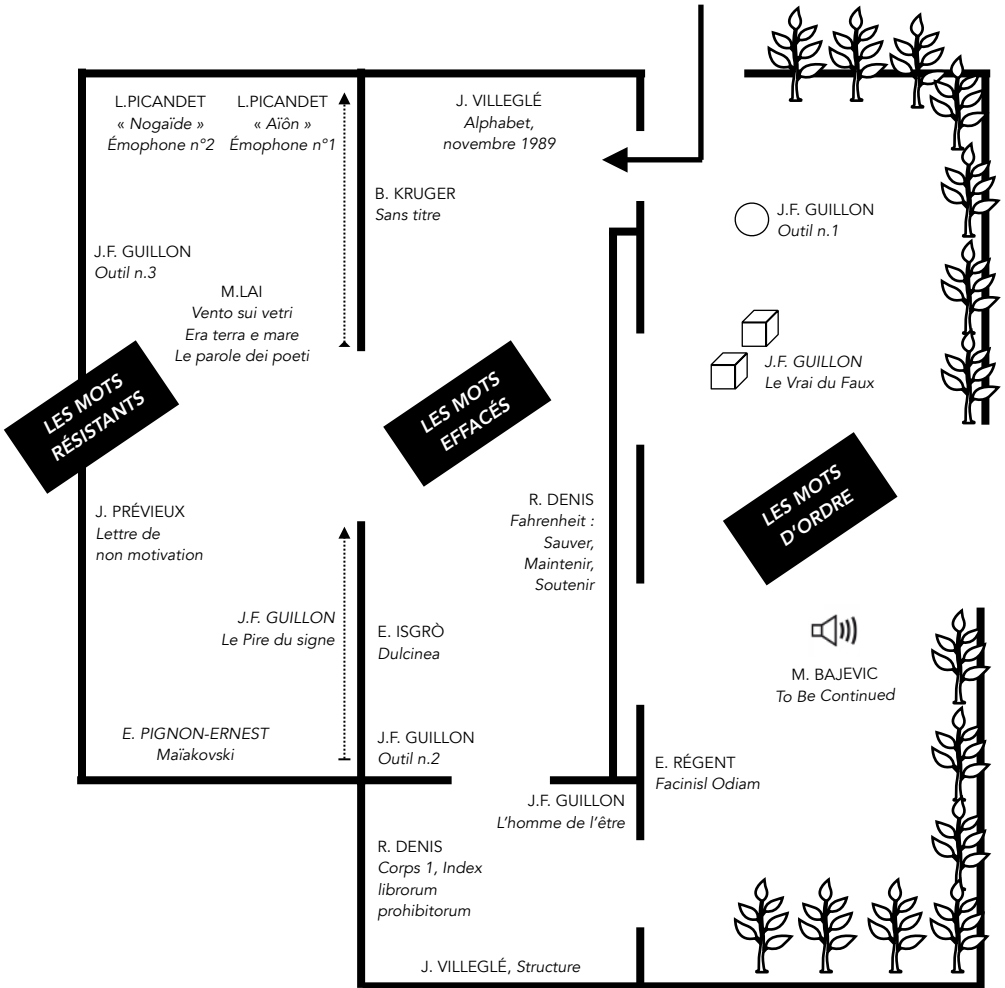 L.PICANDET
« Nogaïde »
Émophone n°2
L.PICANDET
« Aïôn »
Émophone n°1
J. VILLEGLÉ
Alphabet,
novembre 1989
B. KRUGER
Sans titre
J.F. GUILLON
Outil n.1
J.F. GUILLON
Outil n.3
M.LAI
Vento sui vetri
Era terra e mare
Le parole dei poeti
J.F. GUILLON
Le Vrai du Faux
LES MOTS
RÉSISTANTS
LES MOTS
EFFACÉS
LES MOTS
D'ORDRE
J. PRÉVIEUX
Lettre de
non motivation
R. DENIS
Fahrenheit :
Sauver,
Maintenir,
Soutenir
J.F. GUILLON
Le Pire du signe
E. ISGRÒ
Dulcinea
M. BAJEVIC
To Be Continued
E. PIGNON-ERNEST
Maïakovski
J.F. GUILLON
Outil n.2
E. RÉGENT
Facinisl Odiam
J.F. GUILLON
L'homme de l'être
R. DENIS
Corps 1, Index
librorum
prohibitorum
J. VILLEGLÉ, Structure